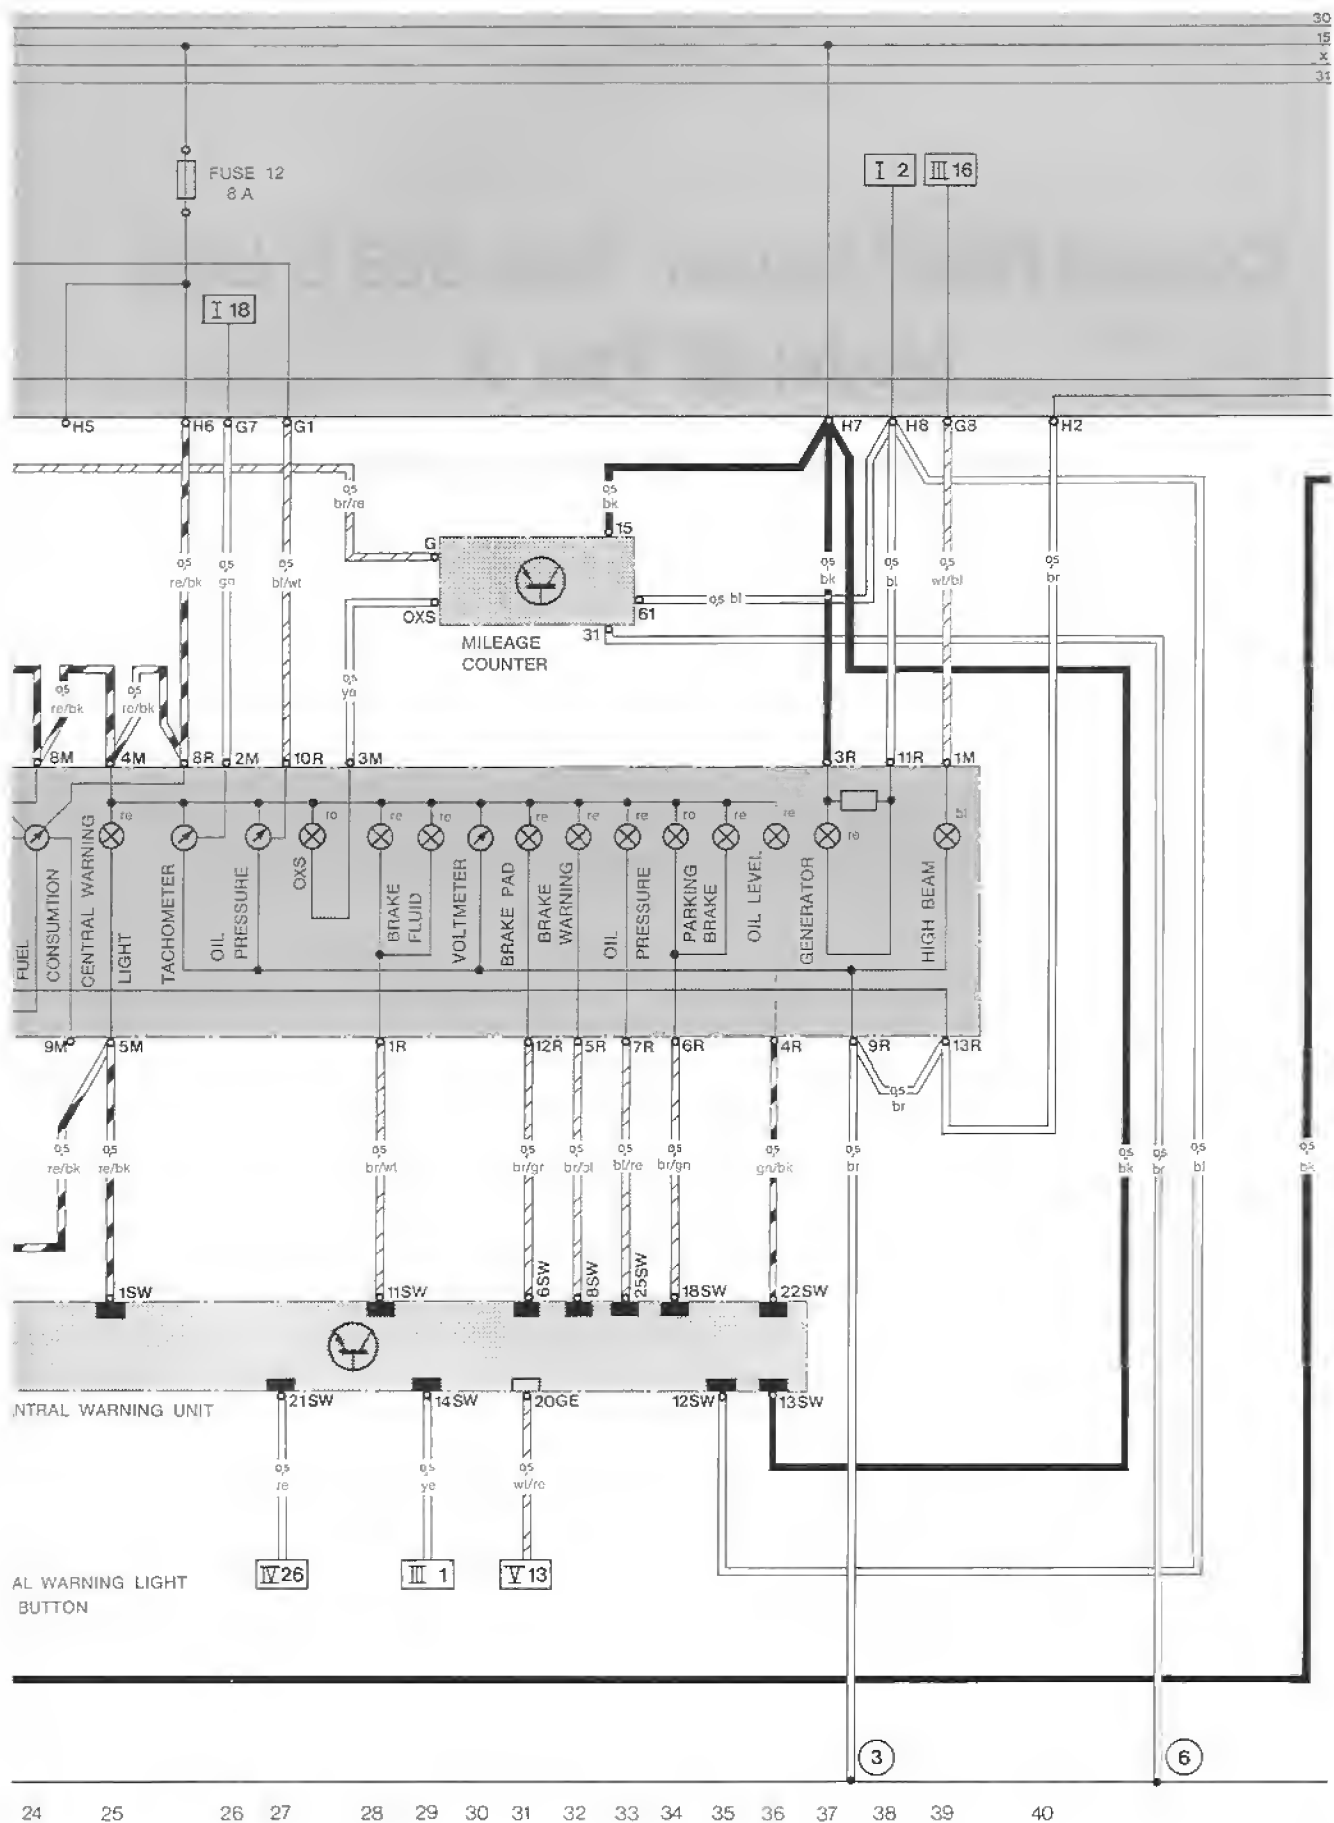 30
15
x
31
FUSE 12
8 A
I 2
III 16
I 18
H5
H6
G7
G1
H7
H8
G8
H2
0,5
br/re
0,5
bk
15
G
0,5
re/bk
0,5
gn
0,5
bl/wt
0,5
bk
0,5
bl
0,5
wt/bl
0,5
br
OXS
61
0,5 bl
31
MILEAGE
COUNTER
0,5
re/bk
0,5
re/bk
0,5
8M
4M
8R
2M
10R
3M
3R
11R
1M
re
re
re
re
re
re
re
re
bl
FUEL
CONSUMTION
CENTRAL WARNING
LIGHT
TACHOMETER
OIL
PRESSURE
OXS
BRAKE
FLUID
VOLTMETER
BRAKE PAD
BRAKE
WARNING
OIL
PRESSURE
PARKING
BRAKE
OIL LEVEL
GENERATOR
HIGH BEAM
9M
5M
1R
12R
5R
7R
6R
4R
9R
13R
0,5
br
0,5
re/bk
0,5
re/bk
0,5
br/wt
0,5
br/gr
0,5
br/bl
0,5
bl/re
0,5
br/gn
0,5
gn/bk
0,5
br
0,5
bk
0,5
br
0,5
bl
0,5
bk
1SW
11SW
6SW
8SW
25SW
18SW
22SW
21SW
14SW
20GE
12SW
13SW
NTRAL WARNING UNIT
0,5
re
0,5
ye
0,5
wt/re
IV 26
III 1
V 13
AL WARNING LIGHT
BUTTON
3
6
24 25 26 27 28 29 30 31 32 33 34 35 36 37 38 39 40